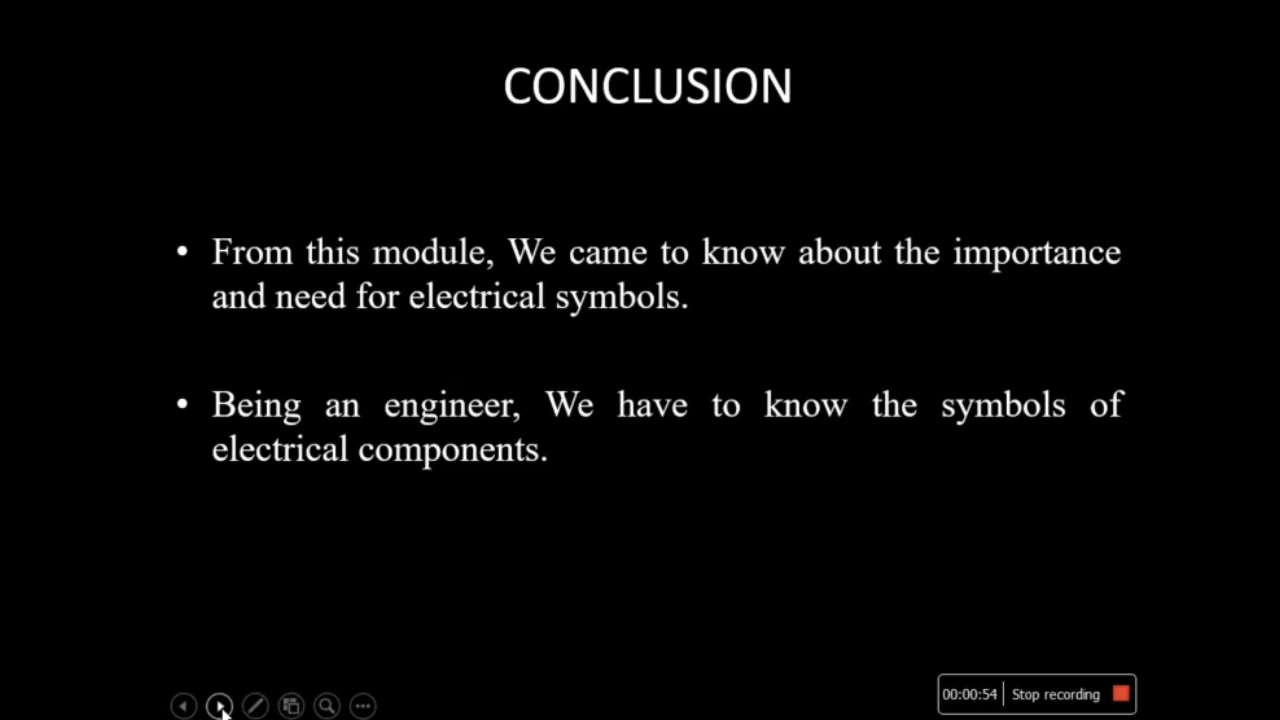 CONCLUSION
• From this module, We came to know about the importance
and need for electrical symbols.
• Being an engineer, We have to know the symbols of
electrical components.
00:00:54 Stop recording